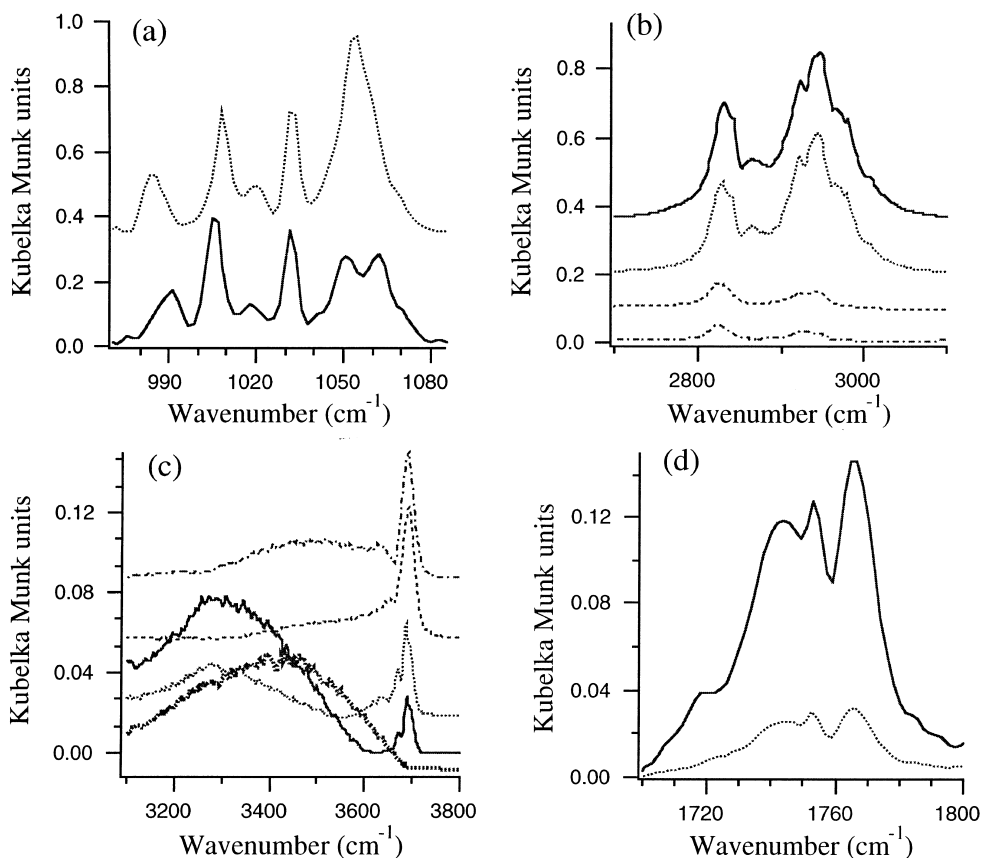 (a)
Kubelka Munk units
1.0
0.8
0.6
0.4
0.2
0.0
990 1020 1050 1080
Wavenumber (cm-1)
(b)
Kubelka Munk units
0.8
0.6
0.4
0.2
0.0
2800 3000
Wavenumber (cm-1)
(c)
Kubelka Munk units
0.12
0.08
0.04
0.00
3200 3400 3600 3800
Wavenumber (cm-1)
(d)
Kubelka Munk units
0.12
0.08
0.04
0.00
1720 1760 1800
Wavenumber (cm-1)